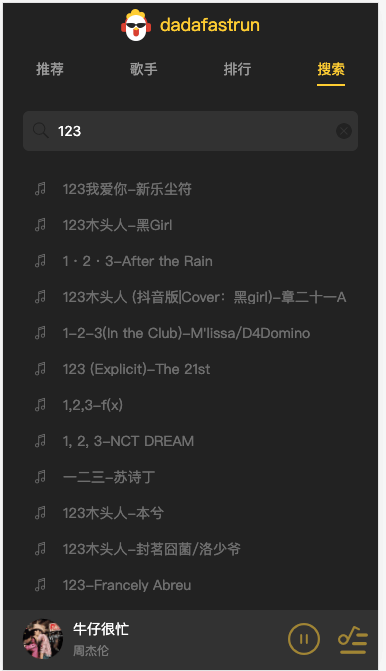 dadafastrun
推荐 歌手 排行 搜索
123
123我爱你-新乐尘符
123木头人-黑Girl
1·2·3-After the Rain
123木头人 (抖音版|Cover：黑girl)-章二十一A
1-2-3(In the Club)-M'lissa/D4Domino
123 (Explicit)-The 21st
1,2,3-f(x)
1, 2, 3-NCT DREAM
一二三-苏诗丁
123木头人-本兮
123木头人-封茗囧菌/洛少爷
123-Francely Abreu
牛仔很忙
周杰伦